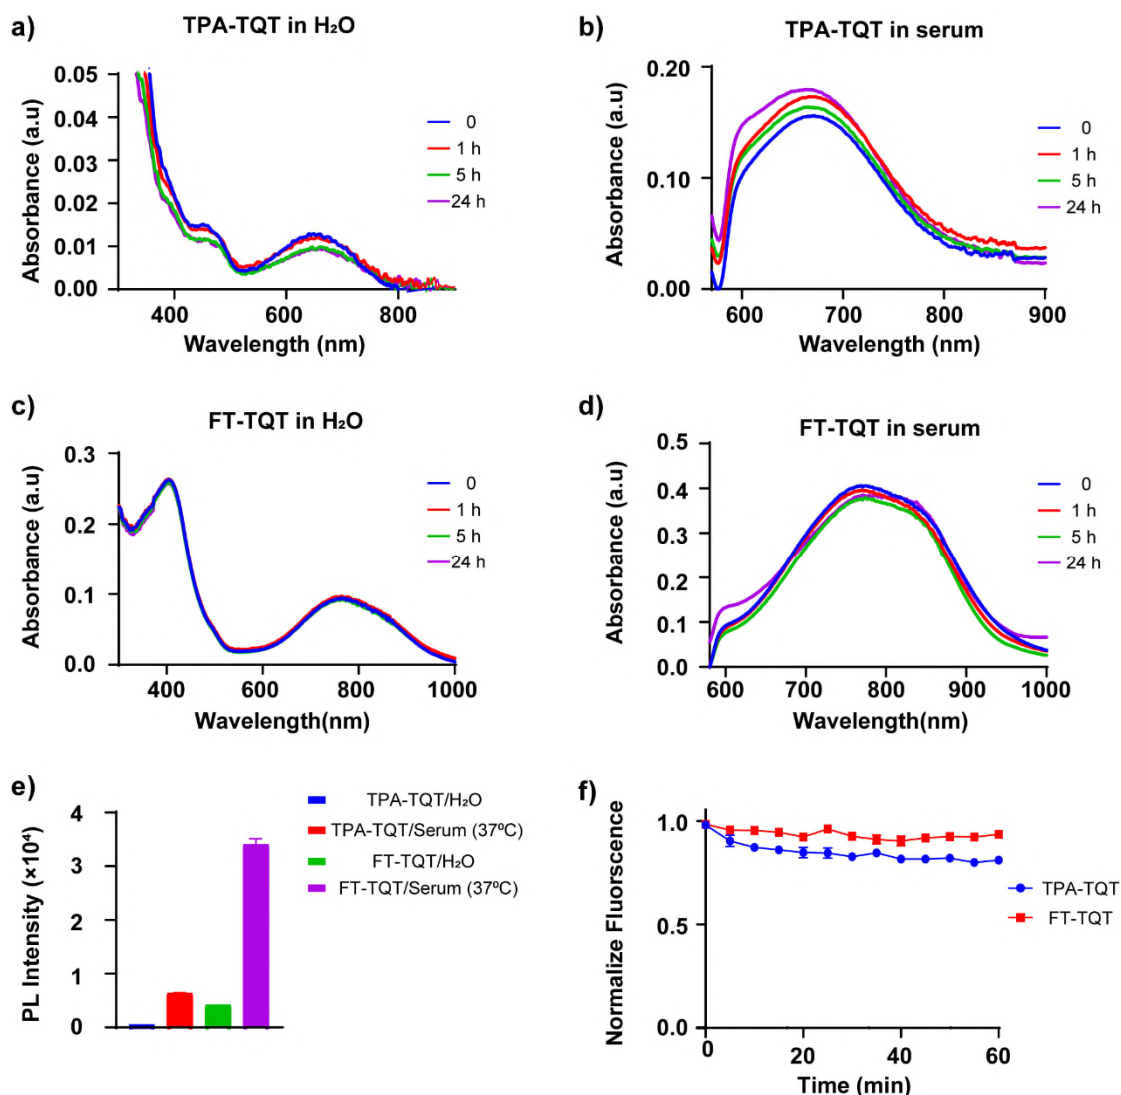 a)
TPA-TQT in H₂O
Absorbance (a.u)
0.05
0.04
0.03
0.02
0.01
0.00
400
600
800
Wavelength (nm)
0
1 h
5 h
24 h
b)
TPA-TQT in serum
Absorbance (a.u)
0.20
0.10
0.00
600
700
800
900
Wavelength (nm)
0
1 h
5 h
24 h
c)
FT-TQT in H₂O
Absorbance (a.u)
0.3
0.2
0.1
0.0
400
600
800
1000
Wavelength(nm)
0
1 h
5 h
24 h
d)
FT-TQT in serum
Absorbance (a.u)
0.5
0.4
0.3
0.2
0.1
0.0
600
700
800
900
1000
Wavelength(nm)
0
1 h
5 h
24 h
e)
PL Intensity (×10⁴)
4
3
2
1
0
TPA-TQT/H₂O
TPA-TQT/Serum (37ºC)
FT-TQT/H₂O
FT-TQT/Serum (37ºC)
f)
Normalize Fluorescence
1.0
0.5
0.0
0
20
40
60
Time (min)
TPA-TQT
FT-TQT